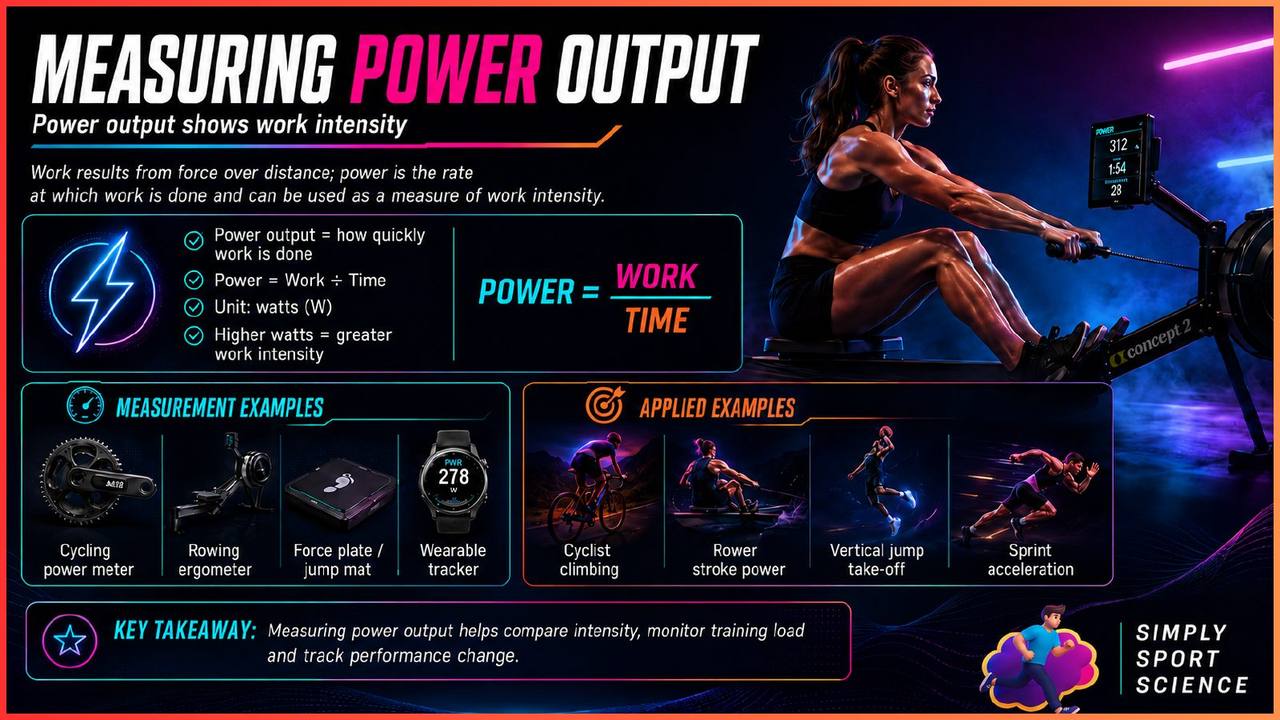 MEASURING POWER OUTPUT
Power output shows work intensity
Work results from force over distance; power is the rate
at which work is done and can be used as a measure of work intensity.
Power output = how quickly
work is done
Power = Work ÷ Time
Unit: watts (W)
Higher watts = greater
work intensity
POWER = WORK
TIME
POWER
312
1:54
28
concept 2
MEASUREMENT EXAMPLES
PWR
278
W
Cycling
power meter
Rowing
ergometer
Force plate /
jump mat
Wearable
tracker
APPLIED EXAMPLES
Cyclist
climbing
Rower
stroke power
Vertical jump
take-off
Sprint
acceleration
KEY TAKEAWAY: Measuring power output helps compare intensity, monitor training load
and track performance change.
SIMPLY
SPORT
SCIENCE